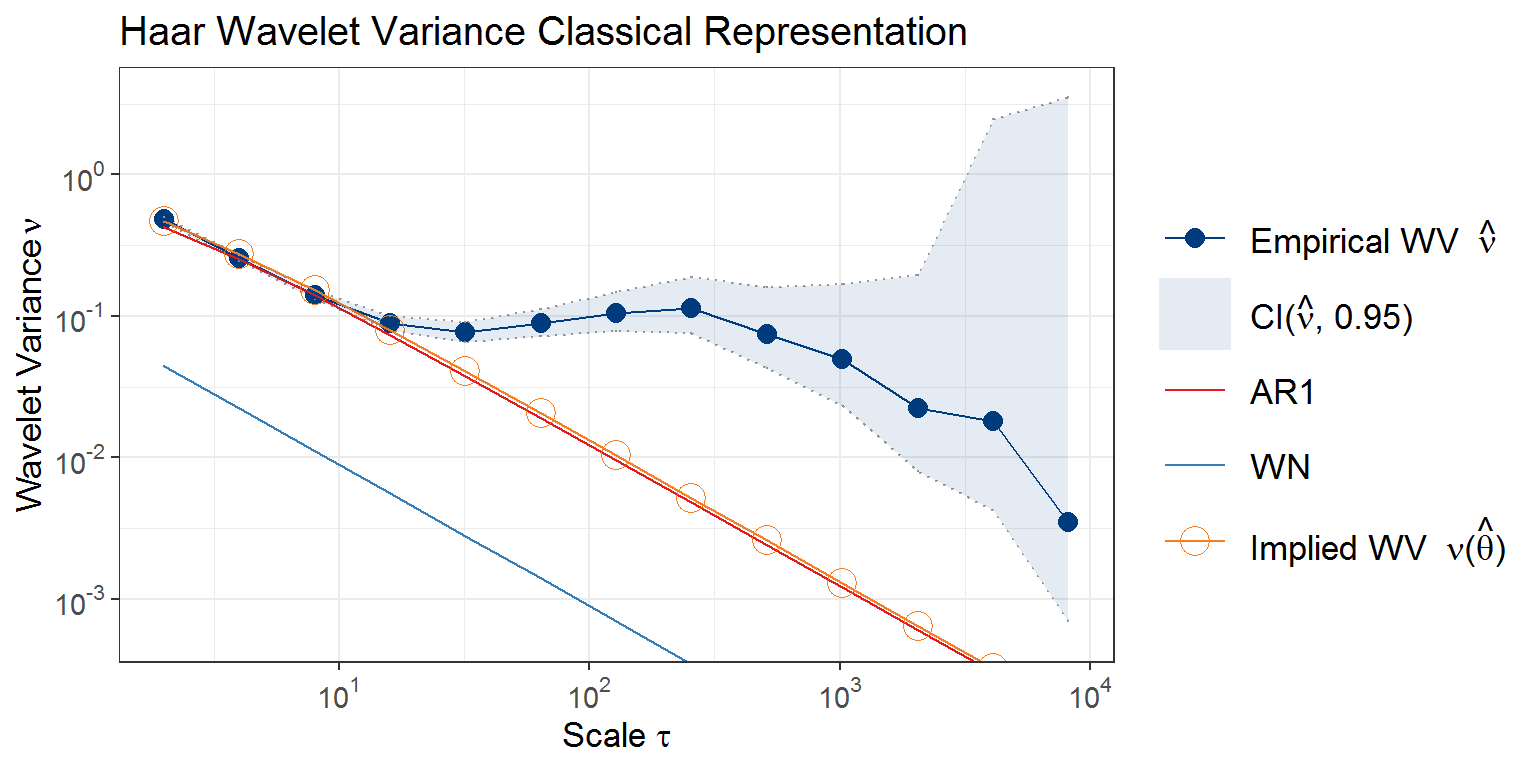 Haar Wavelet Variance Classical Representation
Wavelet Variance ν
10⁰
10⁻¹
10⁻²
10⁻³
10¹
10²
10³
10⁴
Scale τ
Empirical WV ν̂
CI(ν̂, 0.95)
AR1
WN
Implied WV ν(θ̂)